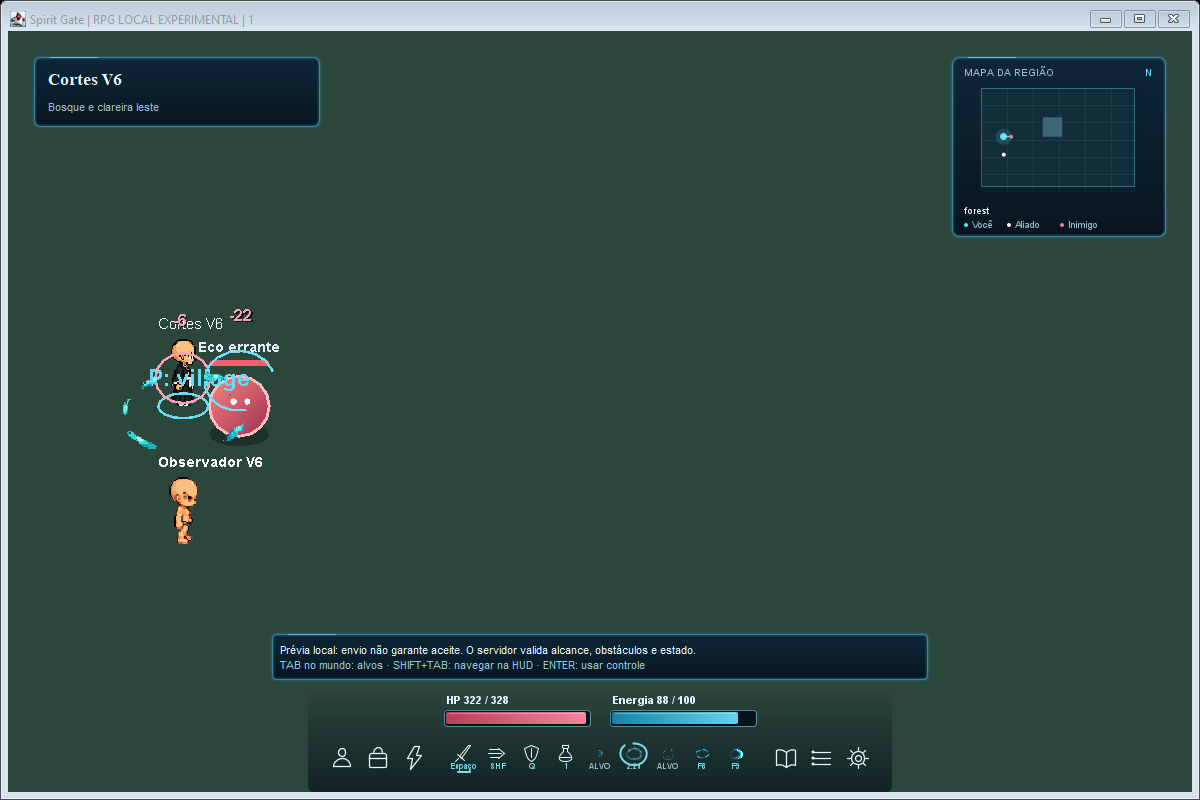 Spirit Gate | RPG LOCAL EXPERIMENTAL | 1
Cortes V6
Bosque e clareira leste
MAPA DA REGIÃO
N
forest
Você
Aliado
Inimigo
-6
-22
Cortes V6
Eco errante
P: village
Observador V6
Prévia local: envio não garante aceite. O servidor valida alcance, obstáculos e estado.
TAB no mundo: alvos · SHIFT+TAB: navegar na HUD · ENTER: usar controle
HP 322 / 328
Energia 88 / 100
Espaço
SHF
Q
1
ALVO
ALVO
F8
F9